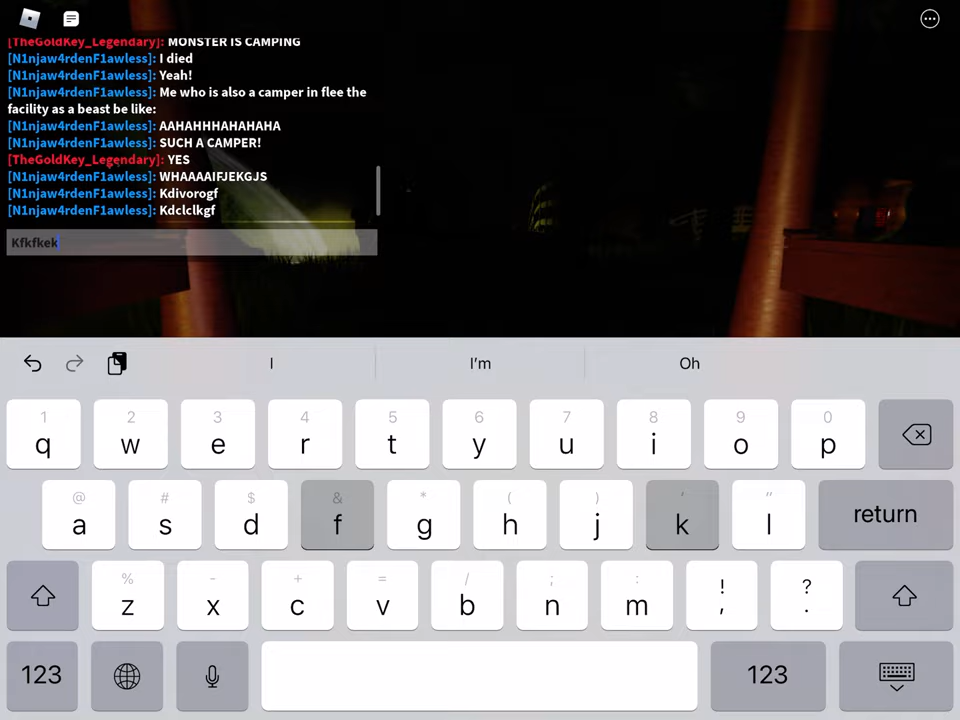 [TheGoldKey_Legendary]: MONSTER IS CAMPING
[N1njaw4rdenF1awless]: I died
[N1njaw4rdenF1awless]: Yeah!
[N1njaw4rdenF1awless]: Me who is also a camper in flee the
facility as a beast be like:
[N1njaw4rdenF1awless]: AAHAHHHAHAHAHA
[N1njaw4rdenF1awless]: SUCH A CAMPER!
[TheGoldKey_Legendary]: YES
[N1njaw4rdenF1awless]: WHAAAAIFJEKGJS
[N1njaw4rdenF1awless]: Kdivorogf
[N1njaw4rdenF1awless]: Kdclclkgf
Kfkfkek
I I'm Oh
1 2 3 4 5 6 7 8 9 0
q w e r t y u i o p
@ # $ & * ( ) ' "
a s d f g h j k l return
% - + = / ; : ! ?
z x c v b n m , .
123 123